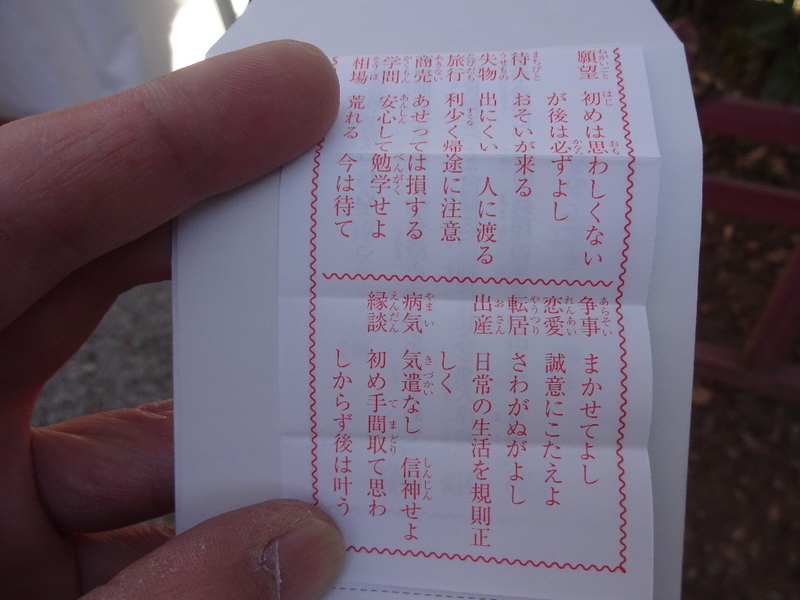 願望 初めは思わしくない
が後は必ずよし
待人 おそいが来る
失物 出にくい 人に渡る
旅行 利少く帰途に注意
商売 あせっては損する
学問 安心して勉学せよ
相場 荒れる 今は待て
争事 まかせてよし
恋愛 誠意にこたえよ
転居 さわがぬがよし
出産 日常の生活を規則正
しく
病気 気遣なし 信神せよ
縁談 初め手間取て思わ
しからず後は叶う